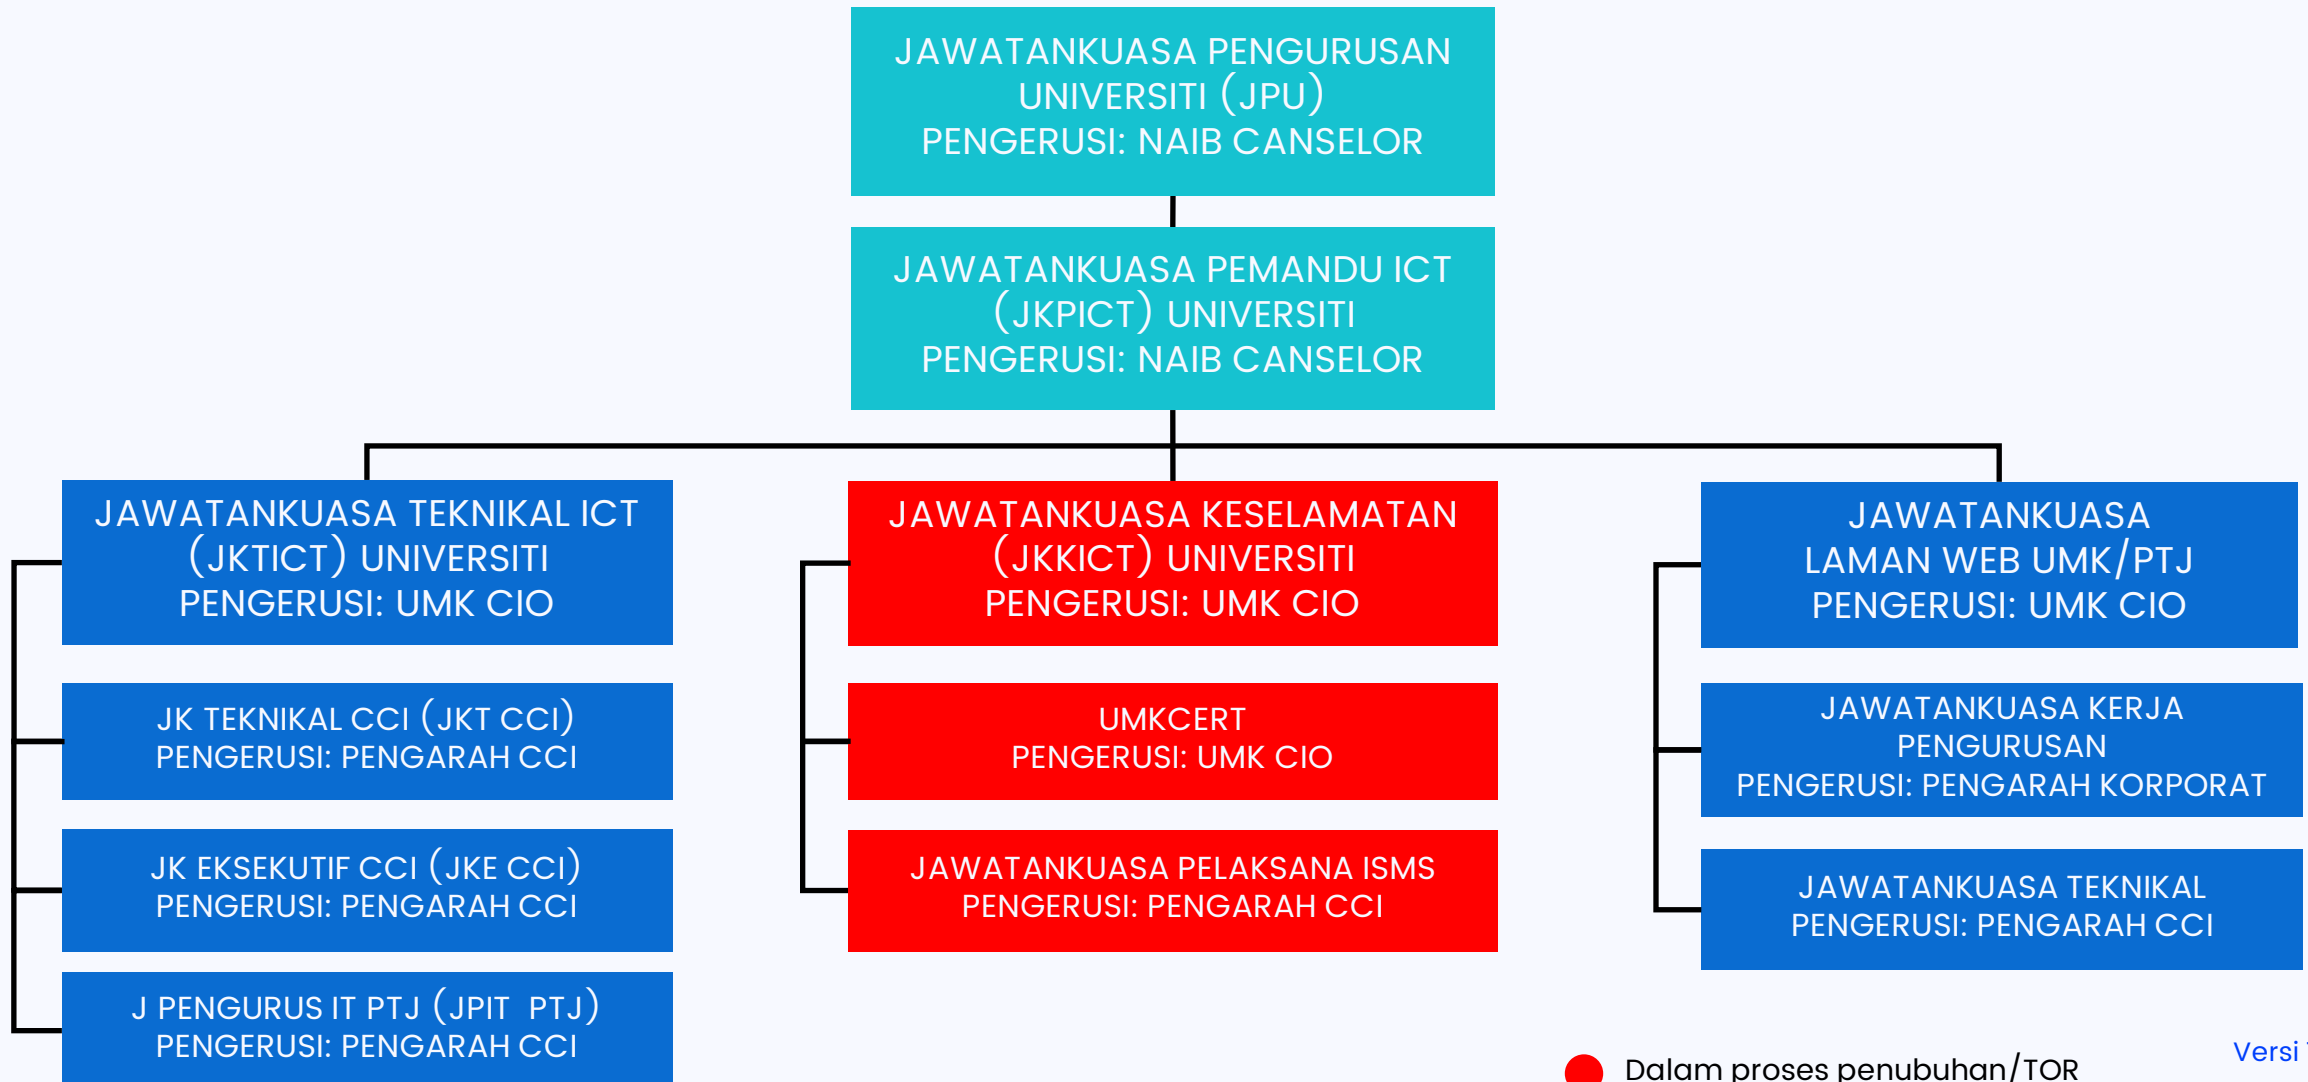 JAWATANKUASA PENGURUSAN
UNIVERSITI (JPU)
PENGERUSI: NAIB CANSELOR
JAWATANKUASA PEMANDU ICT
(JKPICT) UNIVERSITI
PENGERUSI: NAIB CANSELOR
JAWATANKUASA TEKNIKAL ICT
(JKTICT) UNIVERSITI
PENGERUSI: UMK CIO
JK TEKNIKAL CCI (JKT CCI)
PENGERUSI: PENGARAH CCI
JK EKSEKUTIF CCI (JKE CCI)
PENGERUSI: PENGARAH CCI
J PENGURUS IT PTJ (JPIT PTJ)
PENGERUSI: PENGARAH CCI
JAWATANKUASA KESELAMATAN
(JKKICT) UNIVERSITI
PENGERUSI: UMK CIO
UMKCERT
PENGERUSI: UMK CIO
JAWATANKUASA PELAKSANA ISMS
PENGERUSI: PENGARAH CCI
JAWATANKUASA
LAMAN WEB UMK/PTJ
PENGERUSI: UMK CIO
JAWATANKUASA KERJA
PENGURUSAN
PENGERUSI: PENGARAH KORPORAT
JAWATANKUASA TEKNIKAL
PENGERUSI: PENGARAH CCI
Dalam proses penubuhan/TOR
Versi